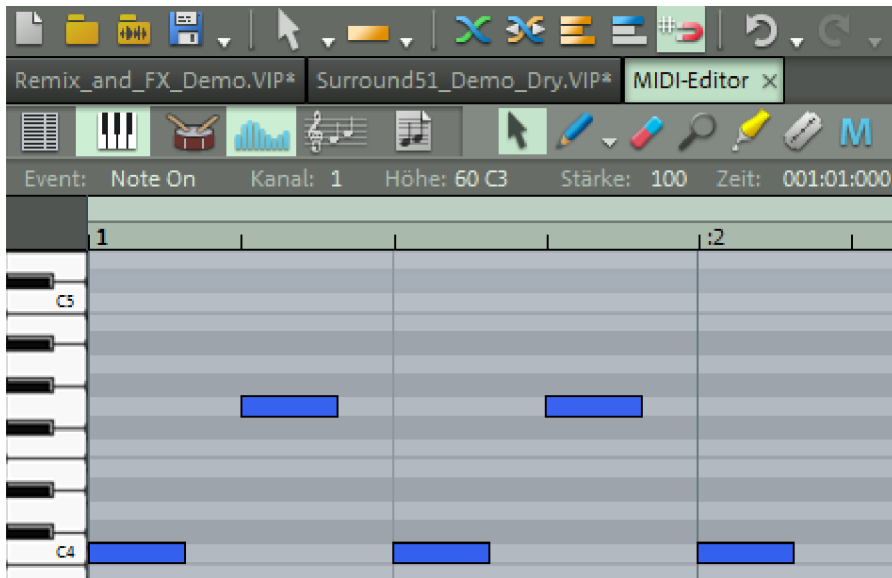 Remix_and_FX_Demo.VIP* Surround51_Demo_Dry.VIP* MIDI-Editor ×
M
Event: Note On Kanal: 1 Höhe: 60 C3 Stärke: 100 Zeit: 001:01:000
1 :2
C5
C4